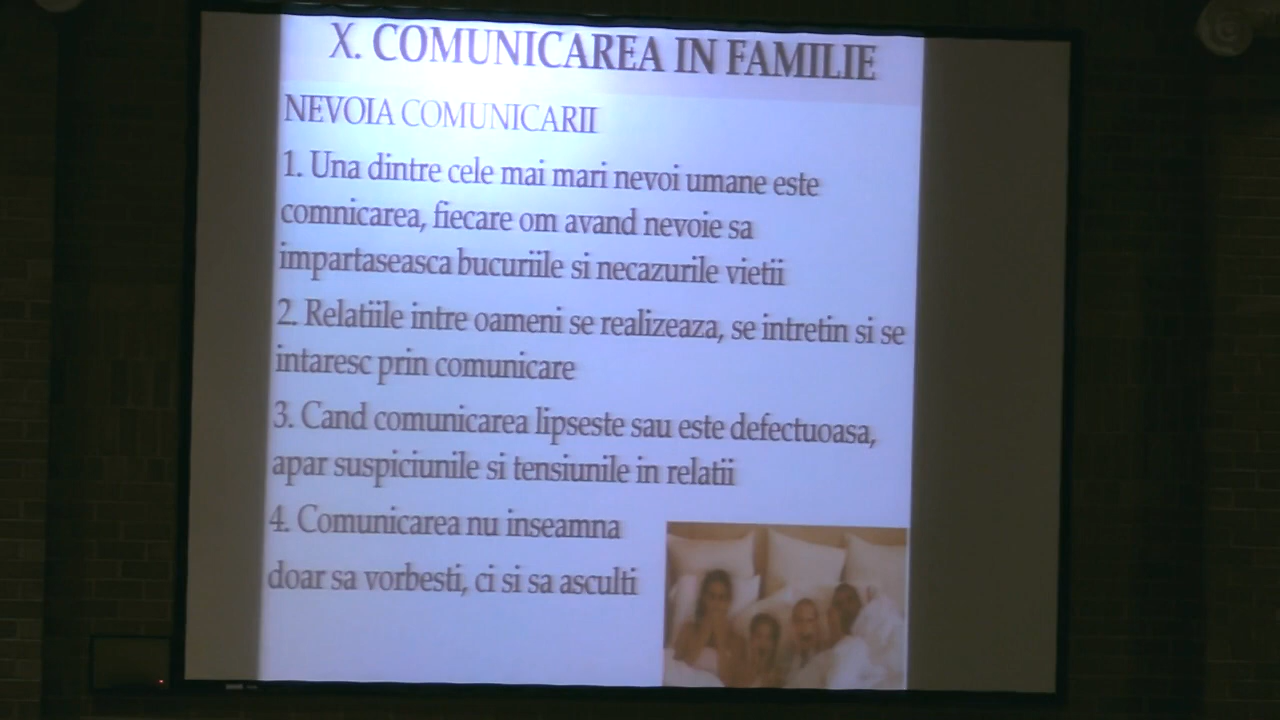 X. COMUNICAREA IN FAMILIE
NEVOIA COMUNICARII
1. Una dintre cele mai mari nevoi umane este
comnicarea, fiecare om avand nevoie sa
impartaseasca bucuriile si necazurile vietii
2. Relatiile intre oameni se realizeaza, se intretin si se
intaresc prin comunicare
3. Cand comunicarea lipseste sau este defectuoasa,
apar suspiciunile si tensiunile in relatii
4. Comunicarea nu inseamna
doar sa vorbesti, ci si sa asculti